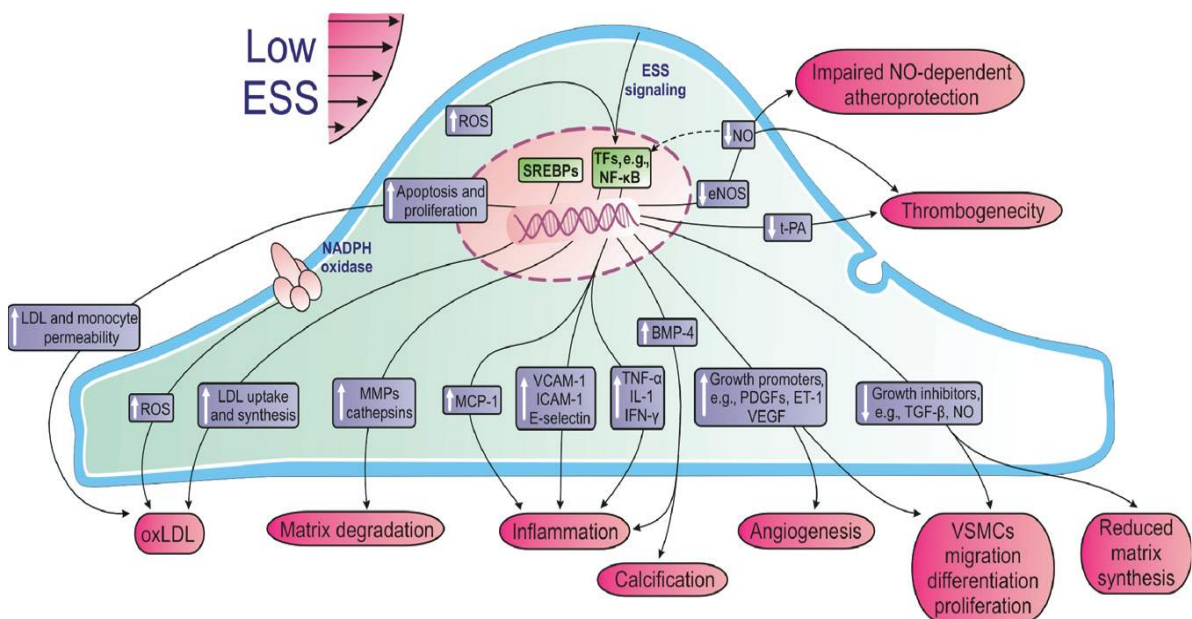 Low
ESS
ESS
signaling
Impaired NO-dependent
atheroprotection
ROS
NO
SREBPs
TFs, e.g.,
NF-κB
Apoptosis and
proliferation
eNOS
Thrombogenecity
t-PA
NADPH
oxidase
LDL and monocyte
permeability
BMP-4
ROS
LDL uptake
and synthesis
MMPs
cathepsins
MCP-1
VCAM-1
ICAM-1
E-selectin
TNF-α
IL-1
IFN-γ
Growth promoters,
e.g., PDGFs, ET-1
VEGF
Growth inhibitors,
e.g., TGF-β, NO
oxLDL
Matrix degradation
Inflammation
Calcification
Angiogenesis
VSMCs
migration
differentiation
proliferation
Reduced
matrix
synthesis